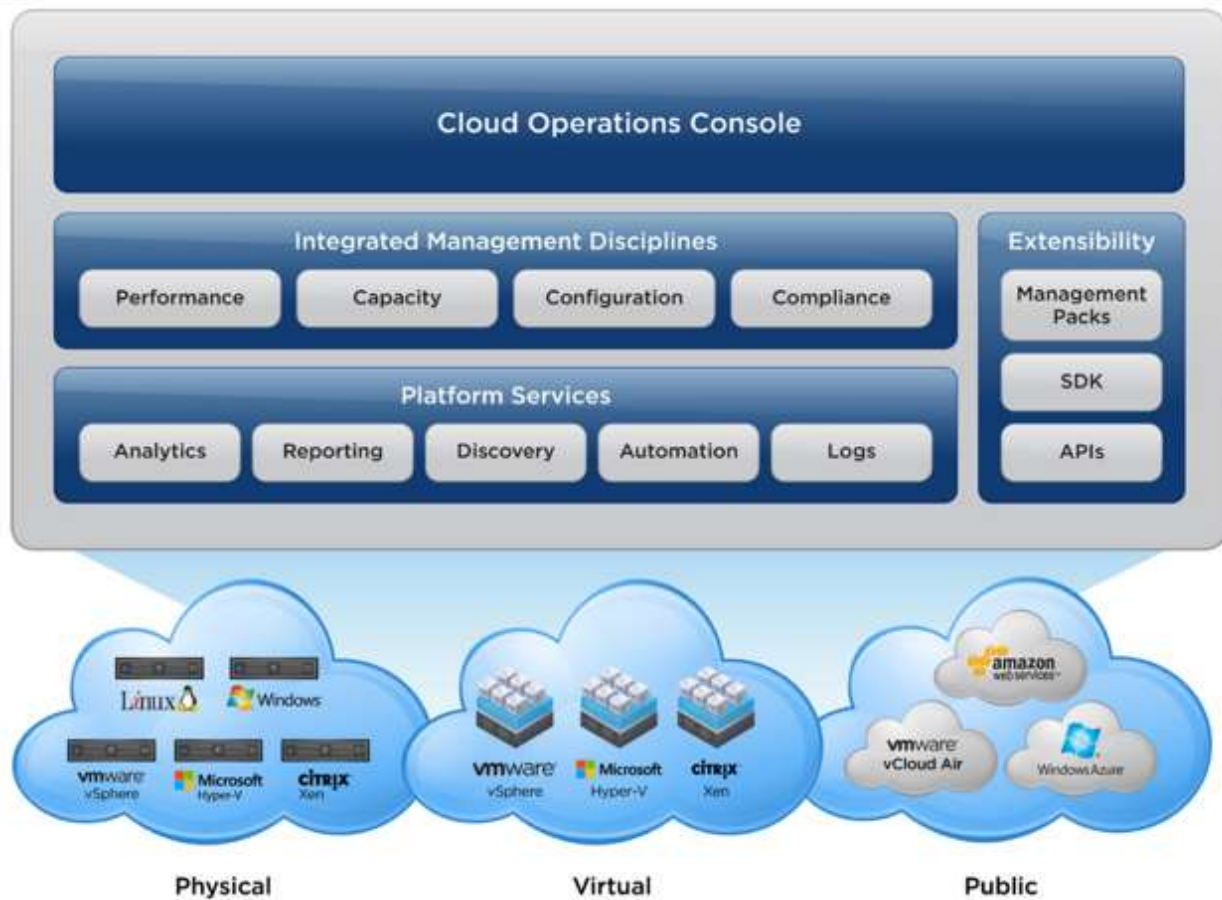 Cloud Operations Console
Integrated Management Disciplines
Performance
Capacity
Configuration
Compliance
Extensibility
Management
Packs
SDK
APIs
Platform Services
Analytics
Reporting
Discovery
Automation
Logs
Linux
Windows
vmware
vSphere
Microsoft
Hyper-V
CITRIX
Xen
vmware
vSphere
Microsoft
Hyper-V
CITRIX
Xen
amazon
web services™
vmware
vCloud Air
Windows Azure
Physical
Virtual
Public